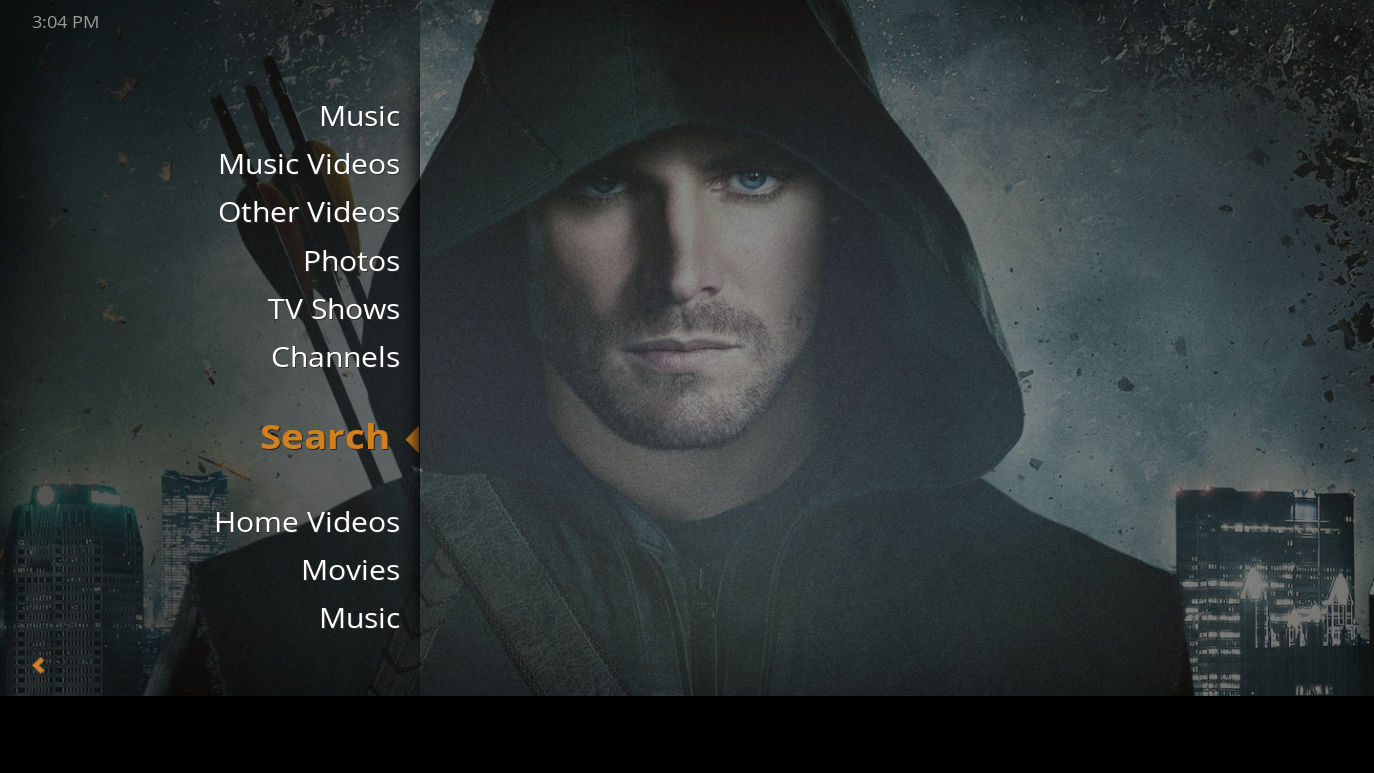 3:04 PM
Music
Music Videos
Other Videos
Photos
TV Shows
Channels
Search
Home Videos
Movies
Music